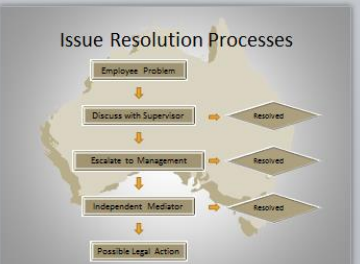 Issue Resolution Processes
Employee Problem
Discuss with Supervisor
Resolved
Escalate to Management
Resolved
Independent Mediator
Resolved
Possible Legal Action